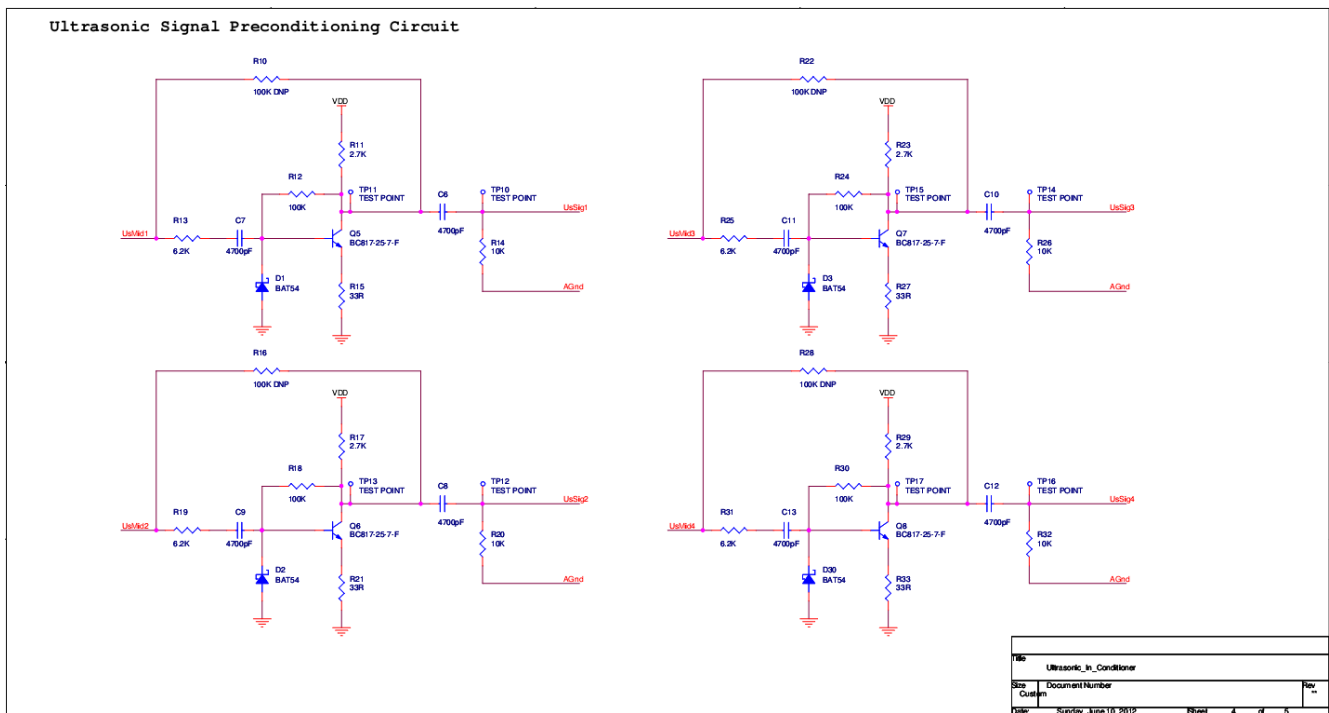 Ultrasonic Signal Preconditioning Circuit
R10
100K DNP
VDD
R11
2.7K
R12
100K
TP11
TEST POINT
C6
4700pF
TP10
TEST POINT
UsSig1
UsMid1
R13
6.2K
C7
4700pF
Q5
BC817-25-7-F
R14
10K
D1
BAT54
R15
33R
AGnd
R22
100K DNP
VDD
R23
2.7K
R24
100K
TP15
TEST POINT
C10
4700pF
TP14
TEST POINT
UsSig3
UsMid3
R25
6.2K
C11
4700pF
Q7
BC817-25-7-F
R26
10K
D3
BAT54
R27
33R
AGnd
R16
100K DNP
VDD
R17
2.7K
R18
100K
TP13
TEST POINT
C8
4700pF
TP12
TEST POINT
UsSig2
UsMid2
R19
6.2K
C9
4700pF
Q6
BC817-25-7-F
R20
10K
D2
BAT54
R21
33R
AGnd
R28
100K DNP
VDD
R29
2.7K
R30
100K
TP17
TEST POINT
C12
4700pF
TP16
TEST POINT
UsSig4
UsMid4
R31
6.2K
C13
4700pF
Q8
BC817-25-7-F
R32
10K
D30
BAT54
R33
33R
AGnd
Title
Ultrasonic_In_Conditioner
Size Document Number Rev
Custom **
Date: Sunday, June 10, 2012 Sheet 4 of 5